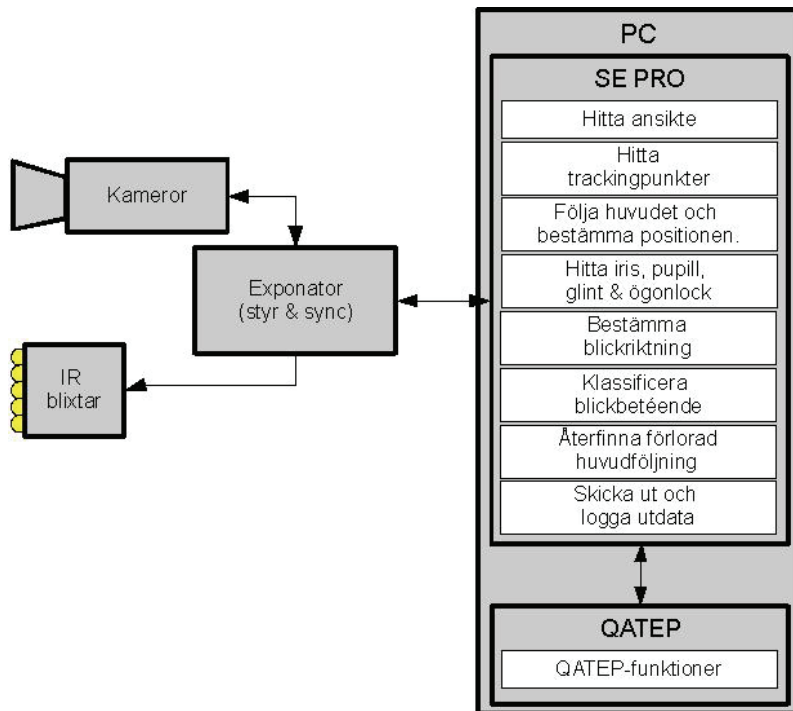 Kameror
Exponator
(styr & sync)
IR
blixtar
PC
SE PRO
Hitta ansikte
Hitta
trackingpunkter
Följa huvudet och
bestämma positionen.
Hitta iris, pupill,
glint & ögonlock
Bestämma
blickriktning
Klassificera
blickbetéende
Återfinna förlorad
huvudföljning
Skicka ut och
logga utdata
QATEP
QATEP-funktioner